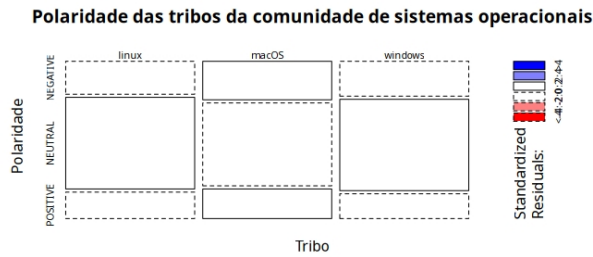 Polaridade das tribos da comunidade de sistemas operacionais
linux macOS windows
NEGATIVE
NEUTRAL
POSITIVE
Polaridade
Tribo
Standardized
Residuals: